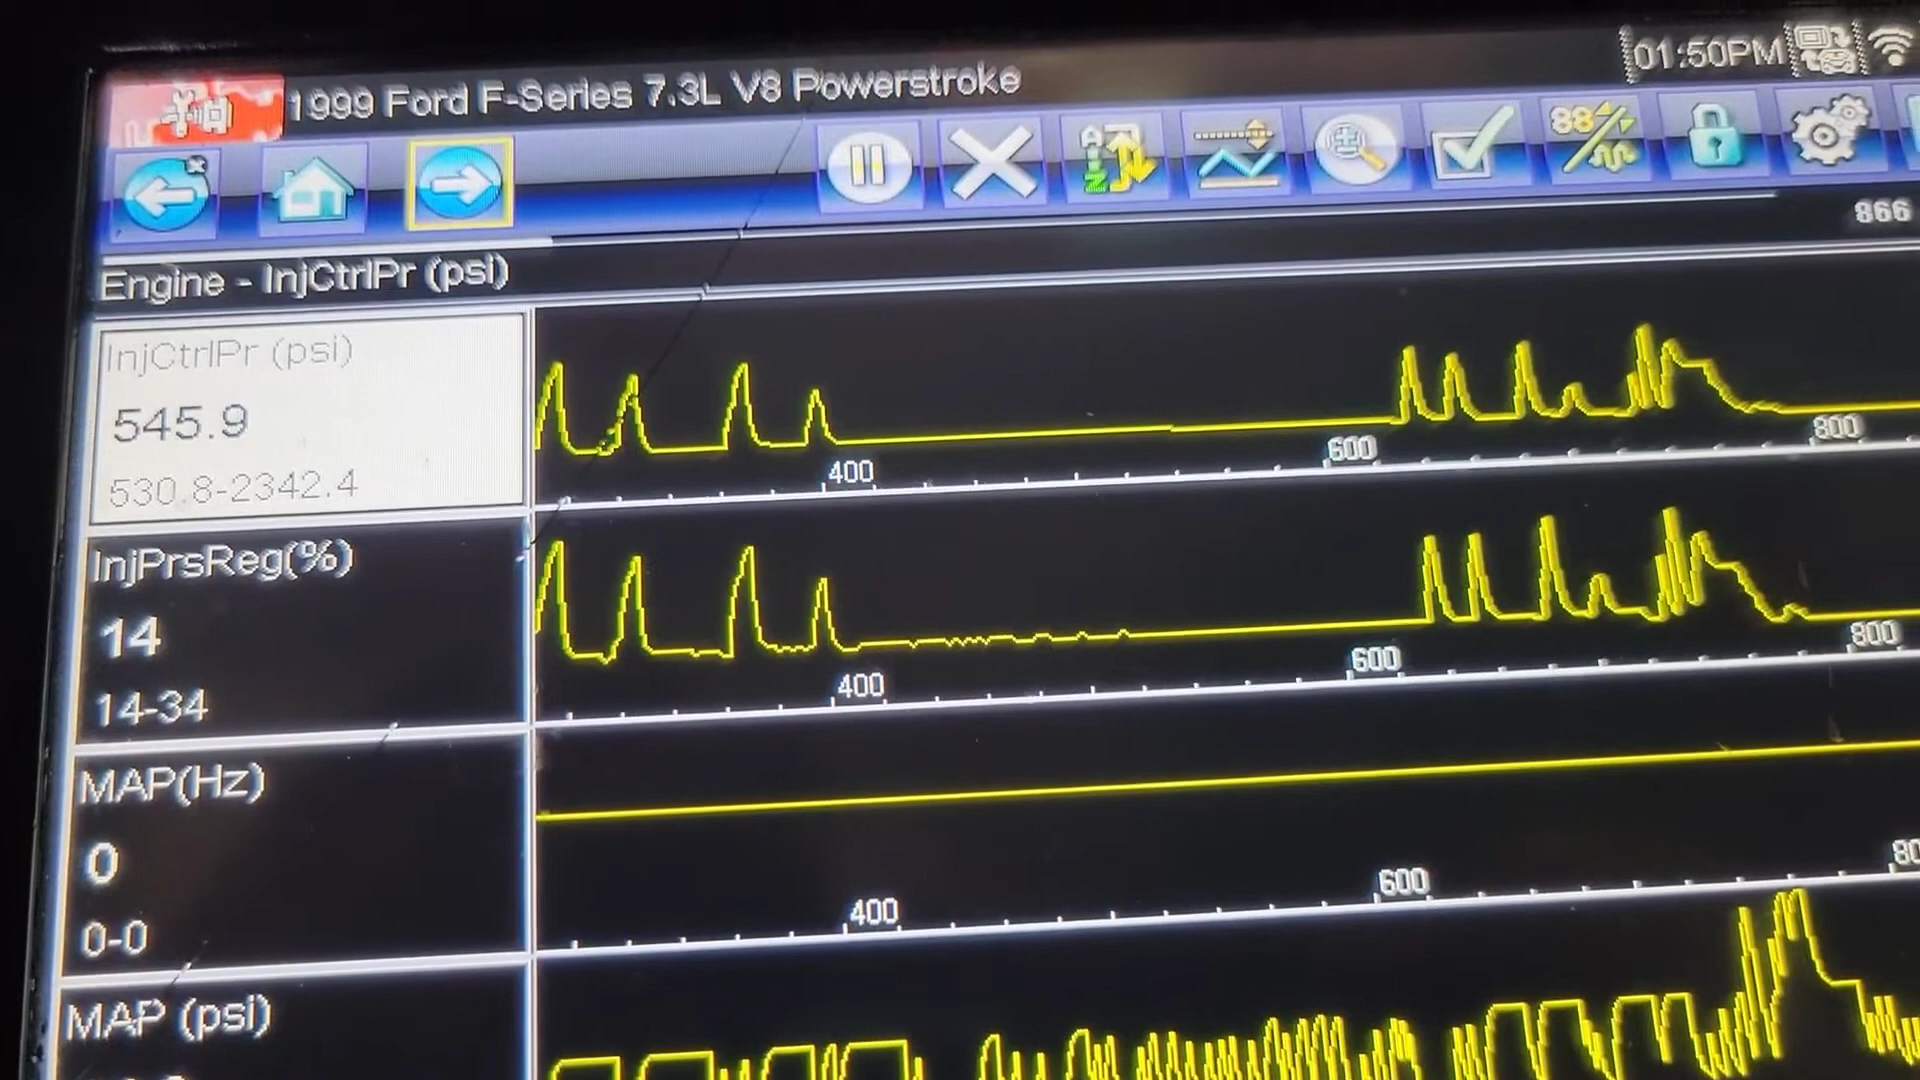 01:50PM
1999 Ford F-Series 7.3L V8 Powerstroke
866
Engine - InjCtrlPr (psi)
InjCtrlPr (psi)
545.9
530.8-2342.4
400 600 800
InjPrsReg(%)
14
14-34
400 600 800
MAP(Hz)
0
0-0
400 600
MAP (psi)